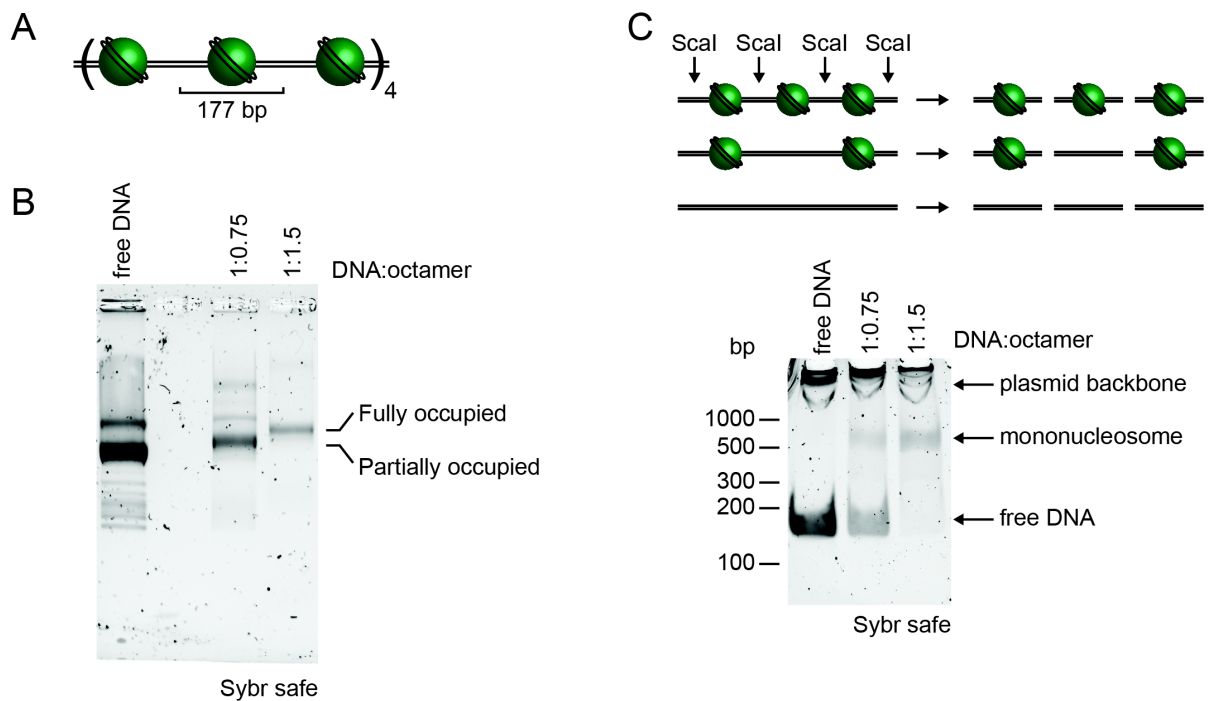 A
( ) 4
177 bp
B
free DNA
1:0.75
1:1.5
DNA:octamer
Fully occupied
Partially occupied
Sybr safe
C
ScaI ScaI ScaI ScaI
free DNA
1:0.75
1:1.5
DNA:octamer
bp
plasmid backbone
1000
mononucleosome
500
300
200
free DNA
100
Sybr safe